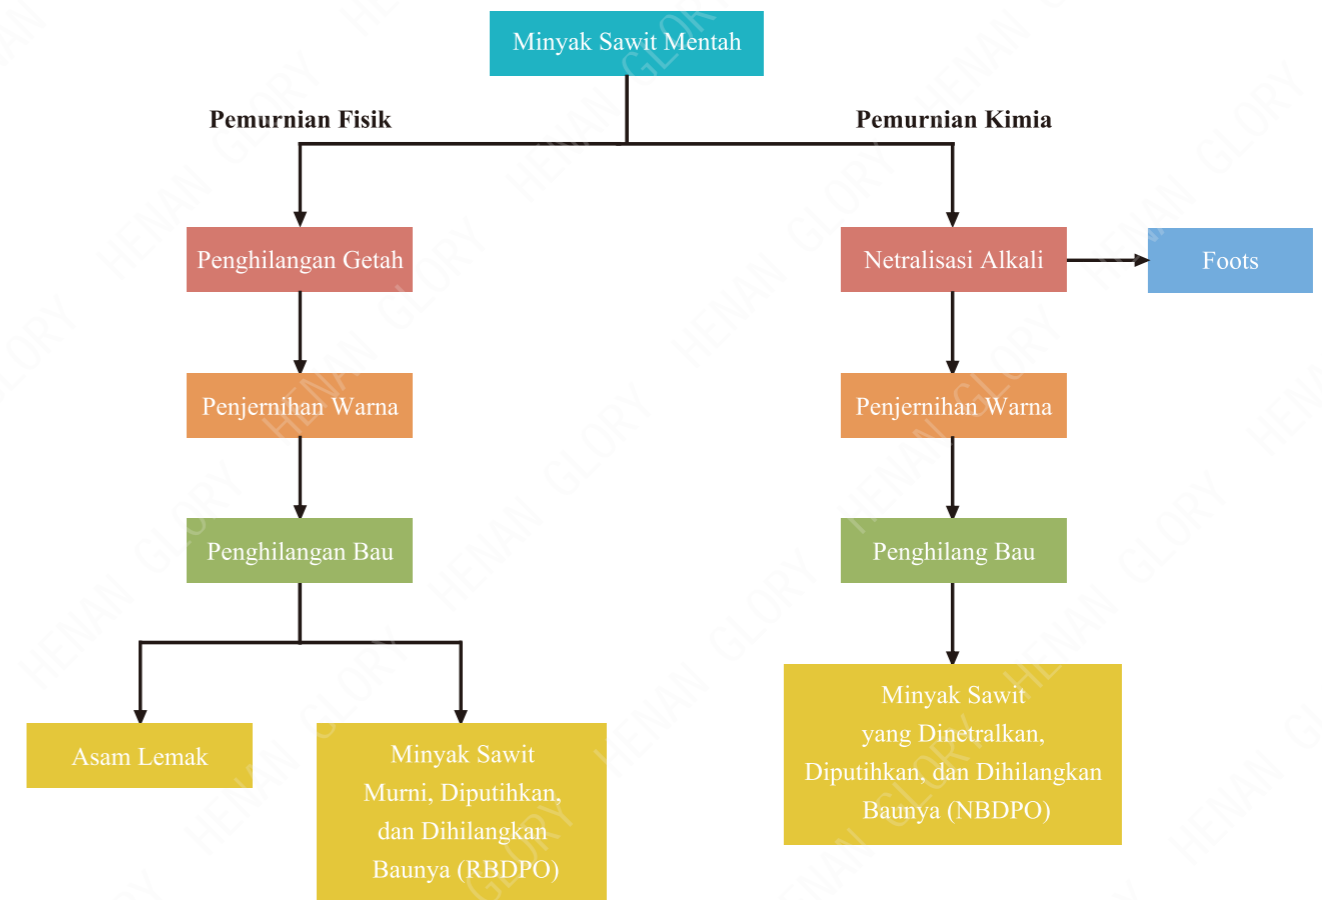 Minyak Sawit Mentah
Pemurnian Fisik
Pemurnian Kimia
Penghilangan Getah
Netralisasi Alkali
Foots
Penjernihan Warna
Penjernihan Warna
Penghilangan Bau
Penghilang Bau
Asam Lemak
Minyak Sawit
Murni, Diputihkan,
dan Dihilangkan
Baunya (RBDPO)
Minyak Sawit
yang Dinetralkan,
Diputihkan, dan Dihilangkan
Baunya (NBDPO)
HENAN GLORY